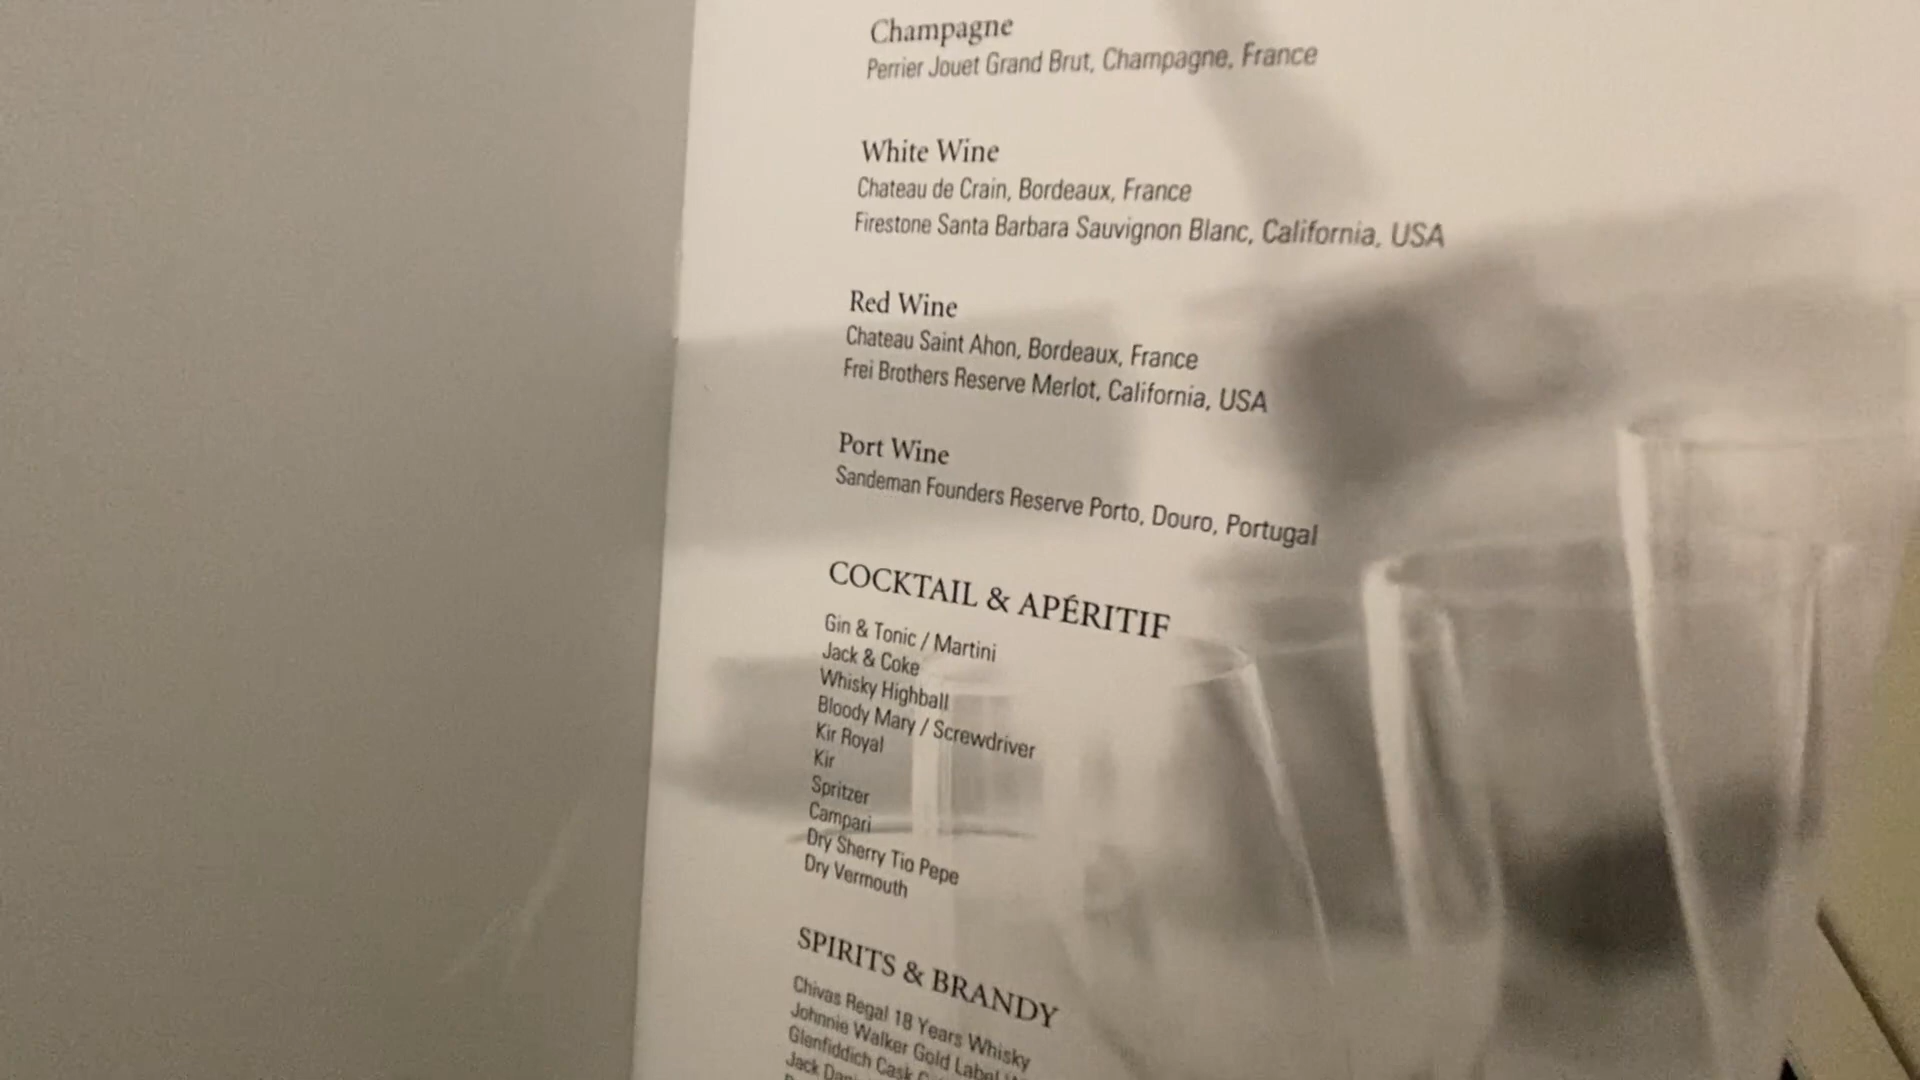 Champagne
Perrier Jouet Grand Brut, Champagne, France
White Wine
Chateau de Crain, Bordeaux, France
Firestone Santa Barbara Sauvignon Blanc, California, USA
Red Wine
Chateau Saint Ahon, Bordeaux, France
Frei Brothers Reserve Merlot, California, USA
Port Wine
Sandeman Founders Reserve Porto, Douro, Portugal
COCKTAIL & APÉRITIF
Gin & Tonic / Martini
Jack & Coke
Whisky Highball
Bloody Mary / Screwdriver
Kir Royal
Kir
Spritzer
Campari
Dry Sherry Tio Pepe
Dry Vermouth
SPIRITS & BRANDY
Chivas Regal 18 Years Whisky
Johnnie Walker Gold Label
Glenfiddich Cask
Jack